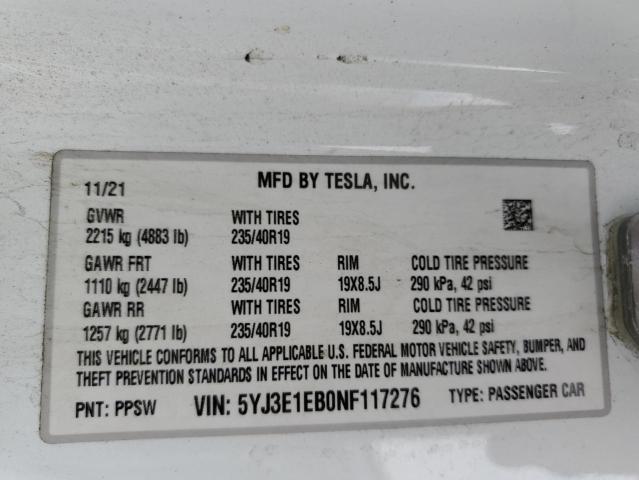 11/21 MFD BY TESLA, INC.
GVWR WITH TIRES
2215 kg (4883 lb) 235/40R19
GAWR FRT WITH TIRES RIM COLD TIRE PRESSURE
1110 kg (2447 lb) 235/40R19 19X8.5J 290 kPa, 42 psi
GAWR RR WITH TIRES RIM COLD TIRE PRESSURE
1257 kg (2771 lb) 235/40R19 19X8.5J 290 kPa, 42 psi
THIS VEHICLE CONFORMS TO ALL APPLICABLE U.S. FEDERAL MOTOR VEHICLE SAFETY, BUMPER, AND
THEFT PREVENTION STANDARDS IN EFFECT ON THE DATE OF MANUFACTURE SHOWN ABOVE.
PNT: PPSW VIN: 5YJ3E1EB0NF117276 TYPE: PASSENGER CAR